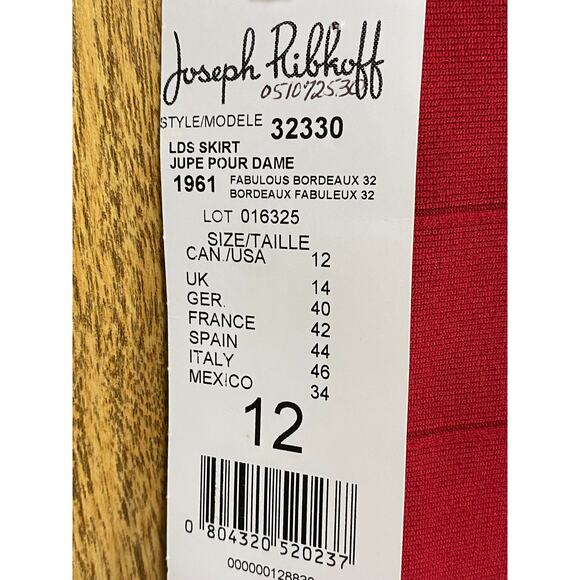 Joseph Ribkoff
051072530
STYLE/MODELE 32330
LDS SKIRT
JUPE POUR DAME
1961 FABULOUS BORDEAUX 32
BORDEAUX FABULEUX 32
LOT 016325
SIZE/TAILLE
CAN./USA 12
UK 14
GER. 40
FRANCE 42
SPAIN 44
ITALY 46
MEXICO 34
12
0 804320 520237